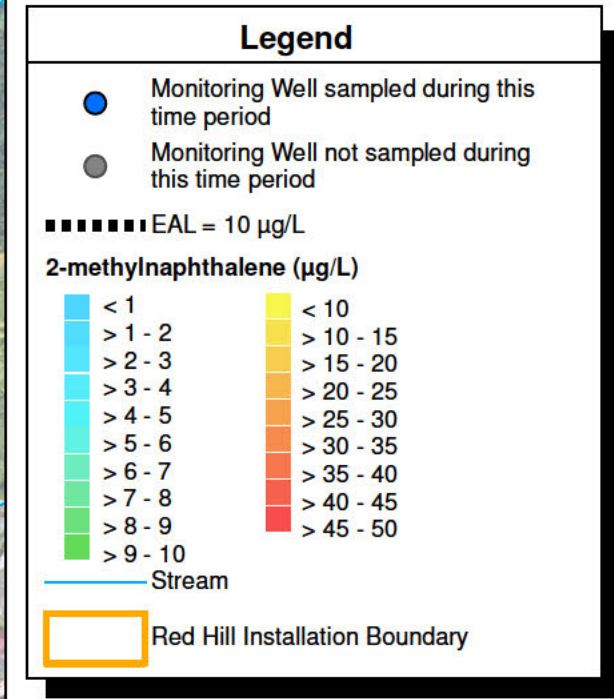 Legend
Monitoring Well sampled during this
time period
Monitoring Well not sampled during
this time period
EAL = 10 µg/L
2-methylnaphthalene (µg/L)
< 1
> 1 - 2
> 2 - 3
> 3 - 4
> 4 - 5
> 5 - 6
> 6 - 7
> 7 - 8
> 8 - 9
> 9 - 10
< 10
> 10 - 15
> 15 - 20
> 20 - 25
> 25 - 30
> 30 - 35
> 35 - 40
> 40 - 45
> 45 - 50
Stream
Red Hill Installation Boundary